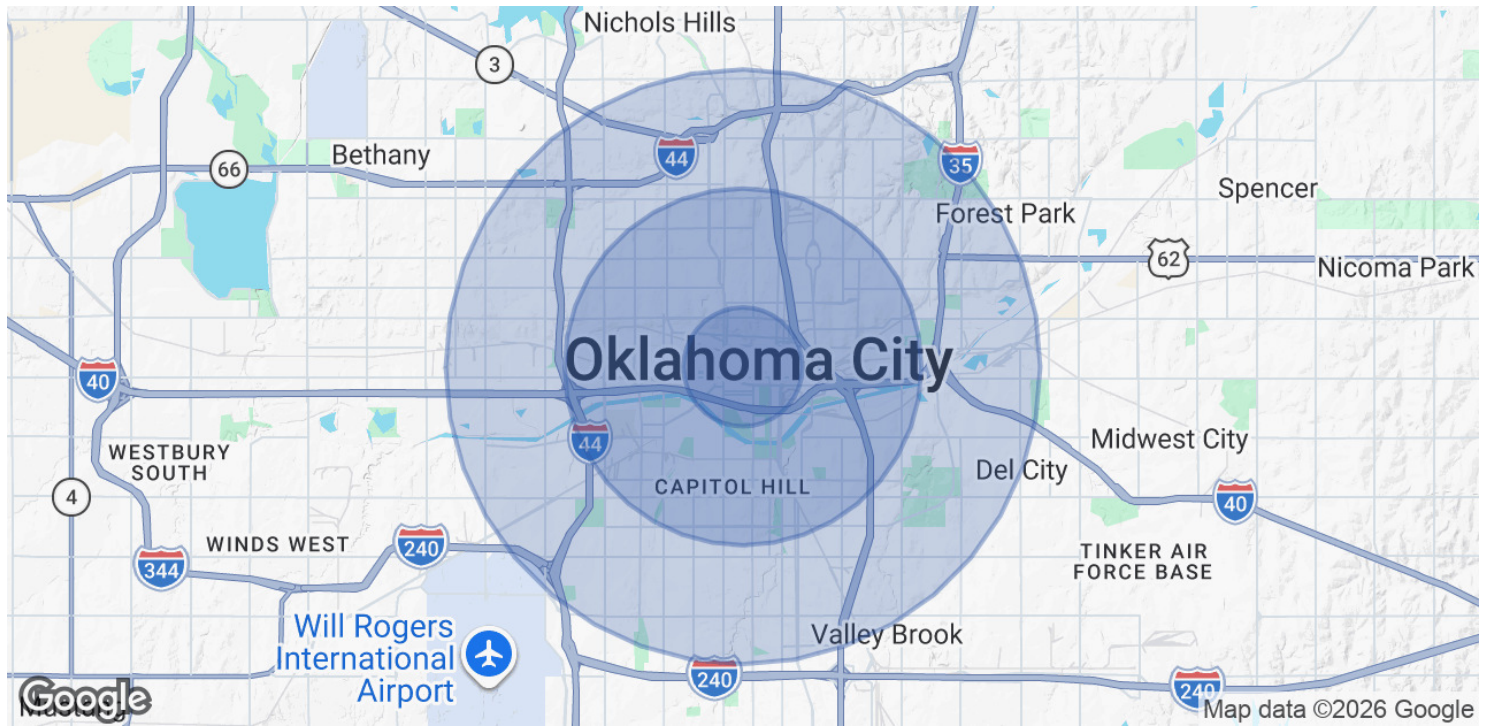 Nichols Hills
3
Bethany
44
66
35
Spencer
Forest Park
62
Nicoma Park
Oklahoma City
40
44
WESTBURY
SOUTH
Midwest City
Del City
CAPITOL HILL
4
40
WINDS WEST
240
TINKER AIR
FORCE BASE
344
Will Rogers
International
Airport
Valley Brook
240
240
Google
Mustang
Map data ©2026 Google